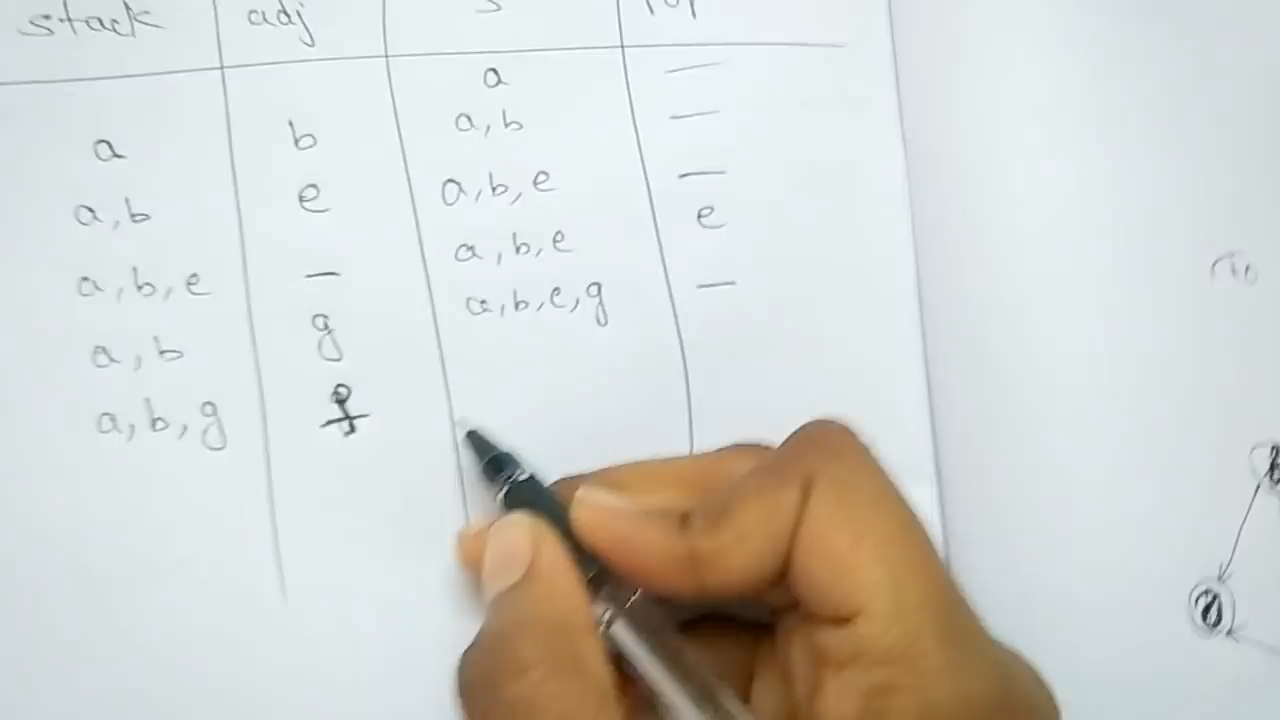 stack adj s
a
a b a,b —
a,b e a,b,e —
a,b,e — a,b,e e
a,b g a,b,e,g —
a,b,g f